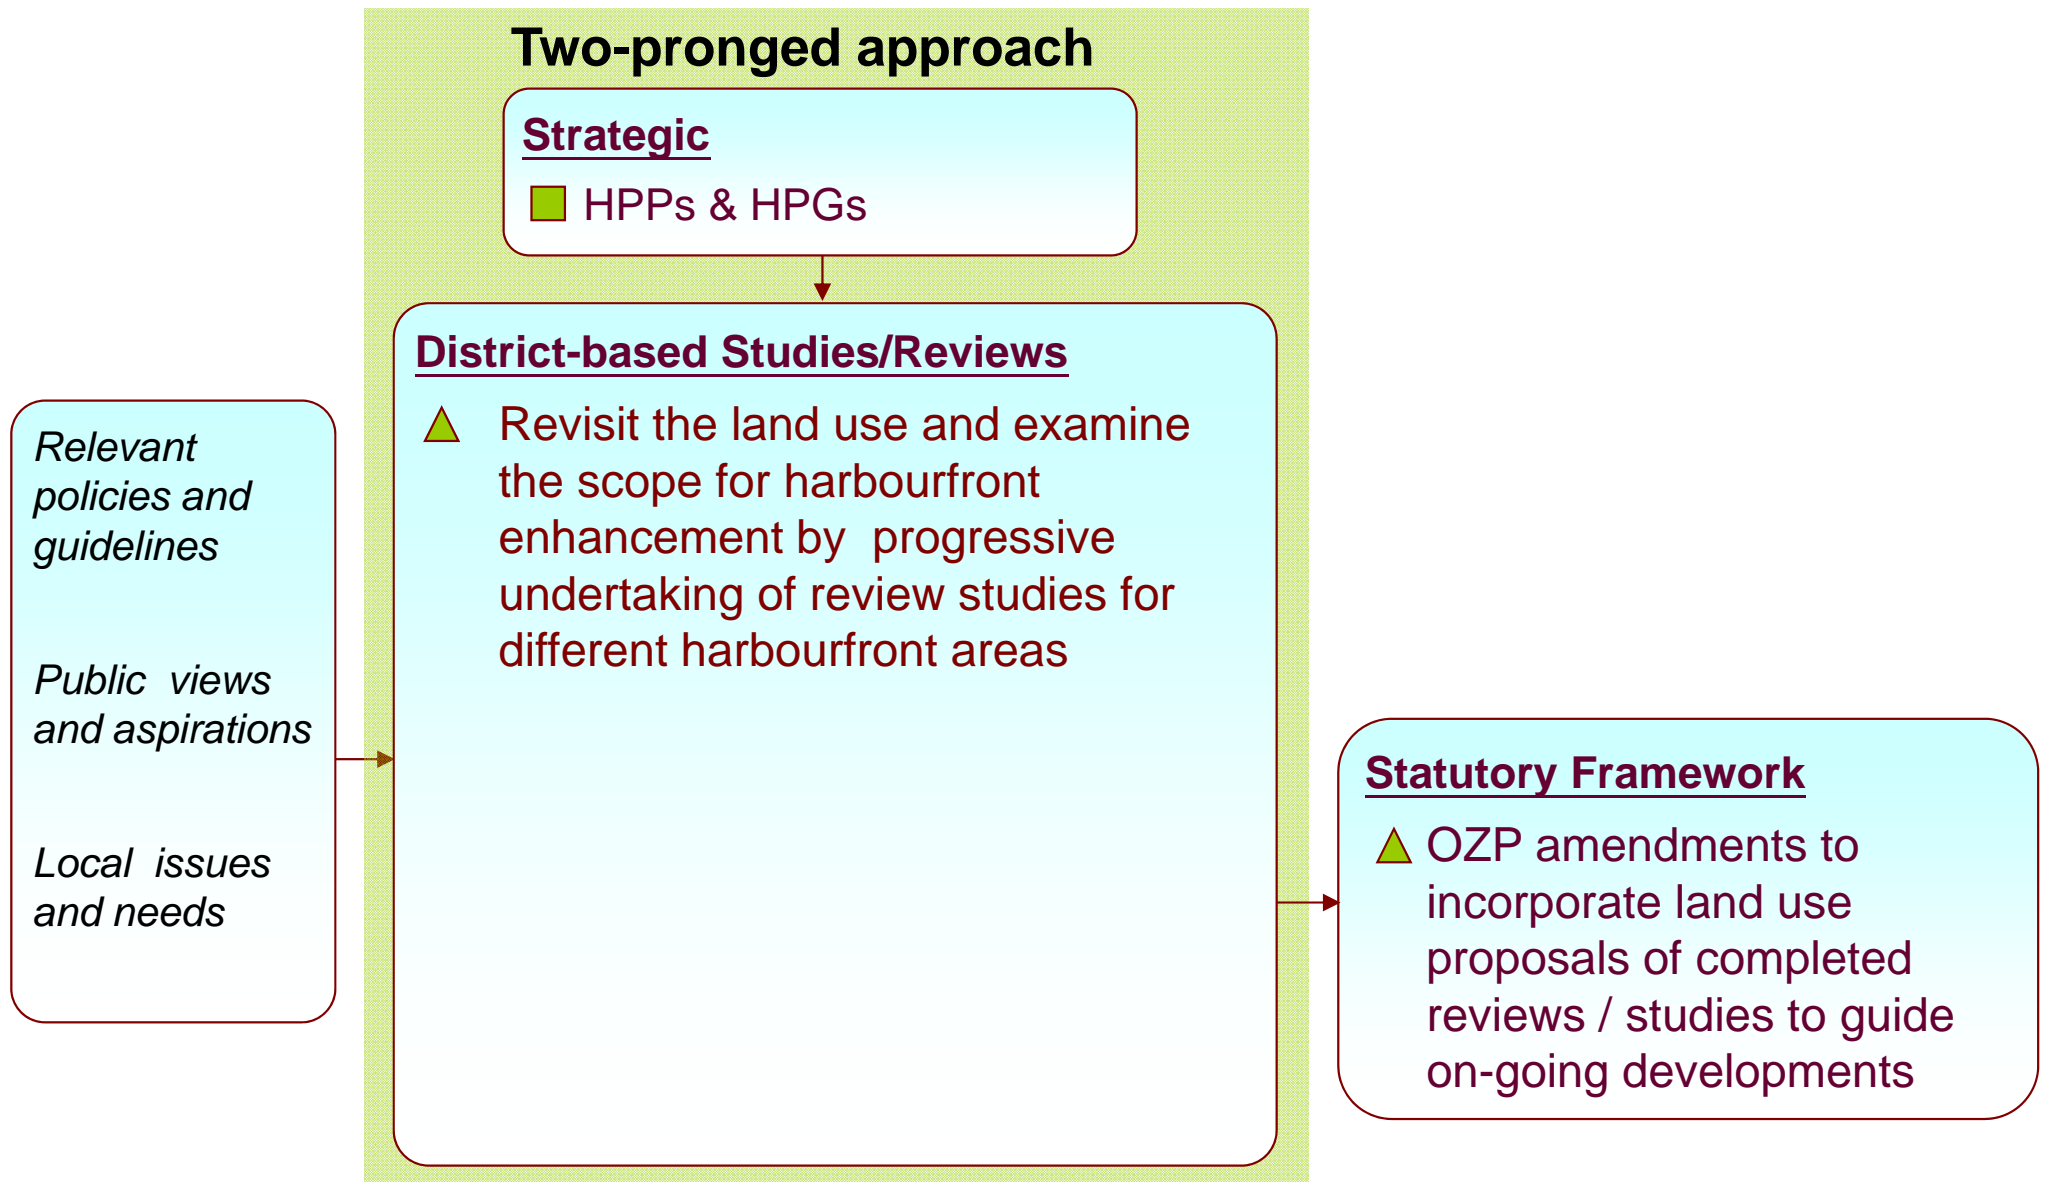 Two-pronged approach
Strategic
HPPs & HPGs
District-based Studies/Reviews
Revisit the land use and examine
the scope for harbourfront
enhancement by  progressive
undertaking of review studies for
different harbourfront areas
Relevant
policies and
guidelines
Public  views
and aspirations
Local  issues
and needs
Statutory Framework
OZP amendments to
incorporate land use
proposals of completed
reviews / studies to guide
on-going developments